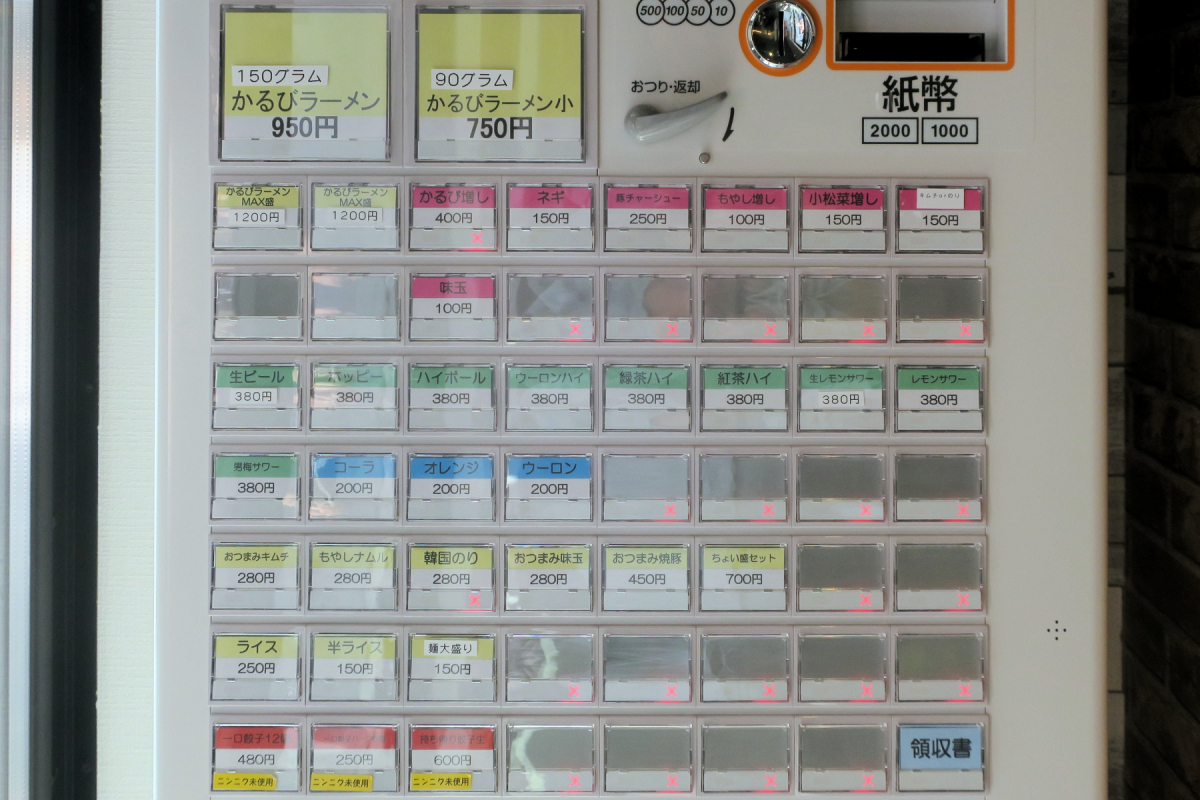 500 100 50 10
おつり・返却
紙幣
2000 1000
150グラム
かるびラーメン
950円
90グラム
かるびラーメン小
750円
かるびラーメン
MAX盛
1200円
かるびラーメン
MAX盛
1200円
かるび増し
400円
×
ネギ
150円
豚チャーシュー
250円
もやし増し
100円
小松菜増し
150円
キムチorのり
150円
味玉
100円
×
×
×
×
×
生ビール
380円
ホッピー
380円
ハイボール
380円
ウーロンハイ
380円
緑茶ハイ
380円
紅茶ハイ
380円
生レモンサワー
380円
レモンサワー
380円
男梅サワー
380円
コーラ
200円
オレンジ
200円
ウーロン
200円
×
×
×
×
おつまみキムチ
280円
もやしナムル
280円
韓国のり
280円
×
おつまみ味玉
280円
おつまみ焼豚
450円
ちょい盛セット
700円
×
×
ライス
250円
半ライス
150円
麺大盛り
150円
×
×
×
×
×
一口餃子12個
480円
ニンニク未使用
250円
ニンニク未使用
600円
ニンニク未使用
×
×
×
×
領収書